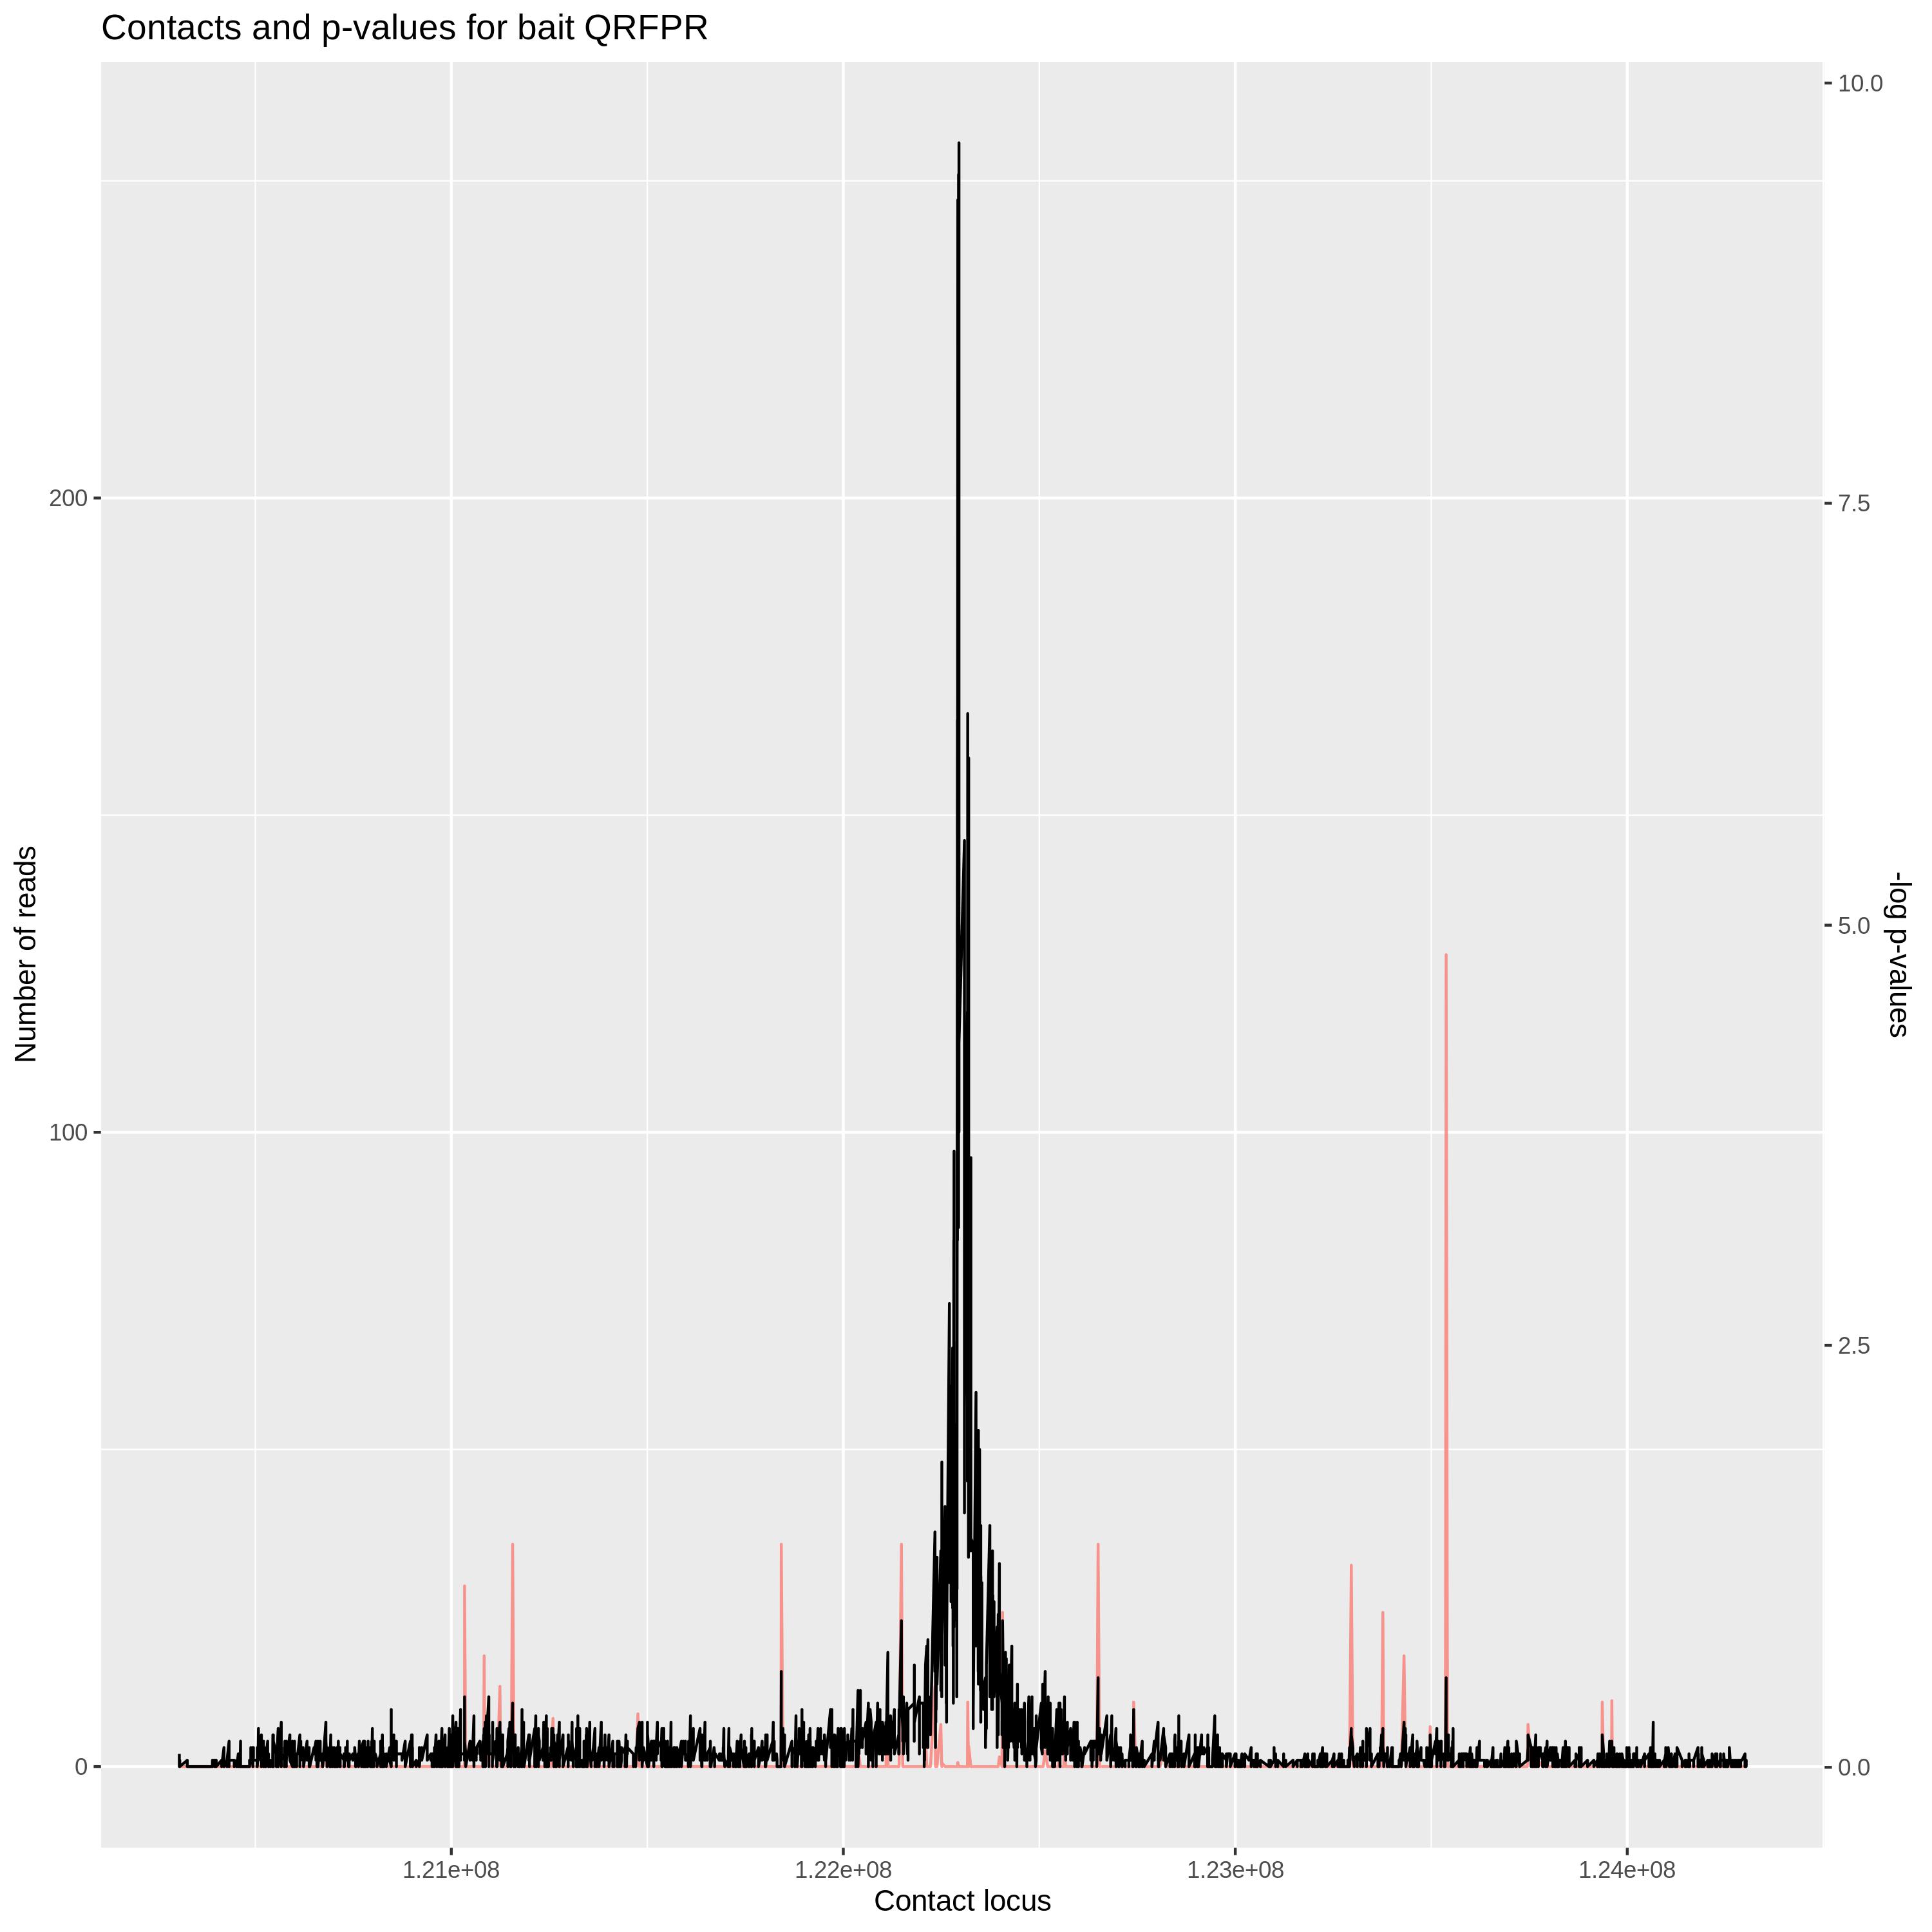 Contacts and p-values for bait QRFPR
10.0
200
7.5
Number of reads
-log p-values
5.0
100
2.5
0
0.0
1.21e+08
1.22e+08
1.23e+08
1.24e+08
Contact locus